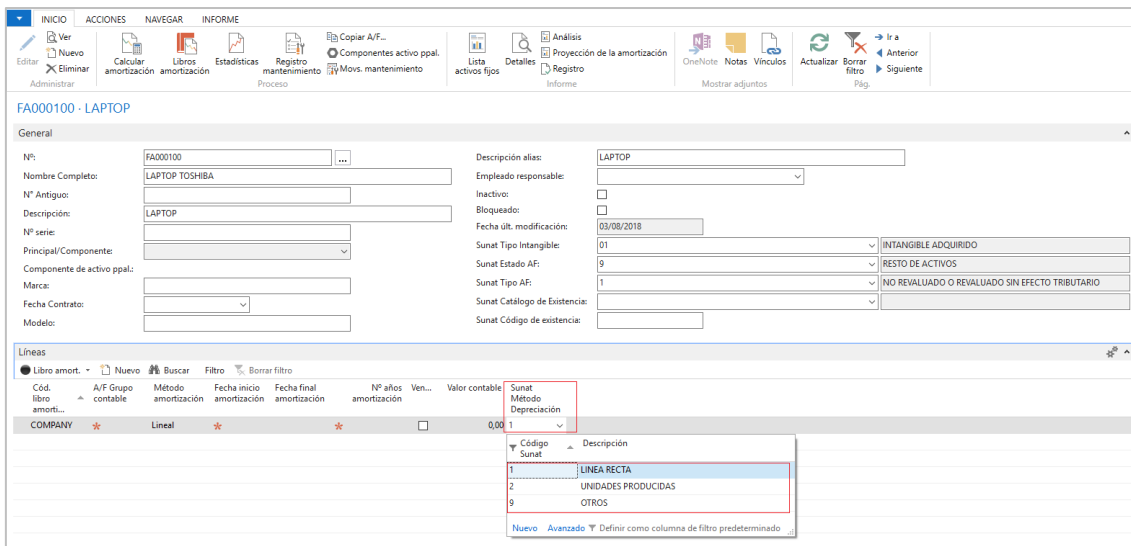 INICIO ACCIONES NAVEGAR INFORME
Editar
Ver
Nuevo
Eliminar
Administrar
Calcular amortización
Libros amortización
Estadísticas
Registro mantenimiento
Copiar A/F...
Componentes activo ppal.
Movs. mantenimiento
Proceso
Lista activos fijos
Detalles
Análisis
Proyección de la amortización
Registro
Informe
OneNote
Notas
Vínculos
Mostrar adjuntos
Actualizar
Borrar filtro
Ir a
Anterior
Siguiente
Pág.
FA000100 · LAPTOP
General
Nº: FA000100 ...
Nombre Completo: LAPTOP TOSHIBA
N° Antiguo:
Descripción: LAPTOP
Nº serie:
Principal/Componente:
Componente de activo ppal.:
Marca:
Fecha Contrato:
Modelo:
Descripción alias: LAPTOP
Empleado responsable:
Inactivo:
Bloqueado:
Fecha últ. modificación: 03/08/2018
Sunat Tipo Intangible: 01 INTANGIBLE ADQUIRIDO
Sunat Estado AF: 9 RESTO DE ACTIVOS
Sunat Tipo AF: 1 NO REVALUADO O REVALUADO SIN EFECTO TRIBUTARIO
Sunat Catálogo de Existencia:
Sunat Código de existencia:
Líneas
Libro amort. Nuevo Buscar Filtro Borrar filtro
Cód. libro amorti...
A/F Grupo contable
Método amortización
Fecha inicio amortización
Fecha final amortización
Nº años amortización
Ven...
Valor contable
Sunat Método Depreciación
COMPANY * Lineal * * 0,00 1
Código Sunat Descripción
1 LINEA RECTA
2 UNIDADES PRODUCIDAS
9 OTROS
Nuevo Avanzado Definir como columna de filtro predeterminado